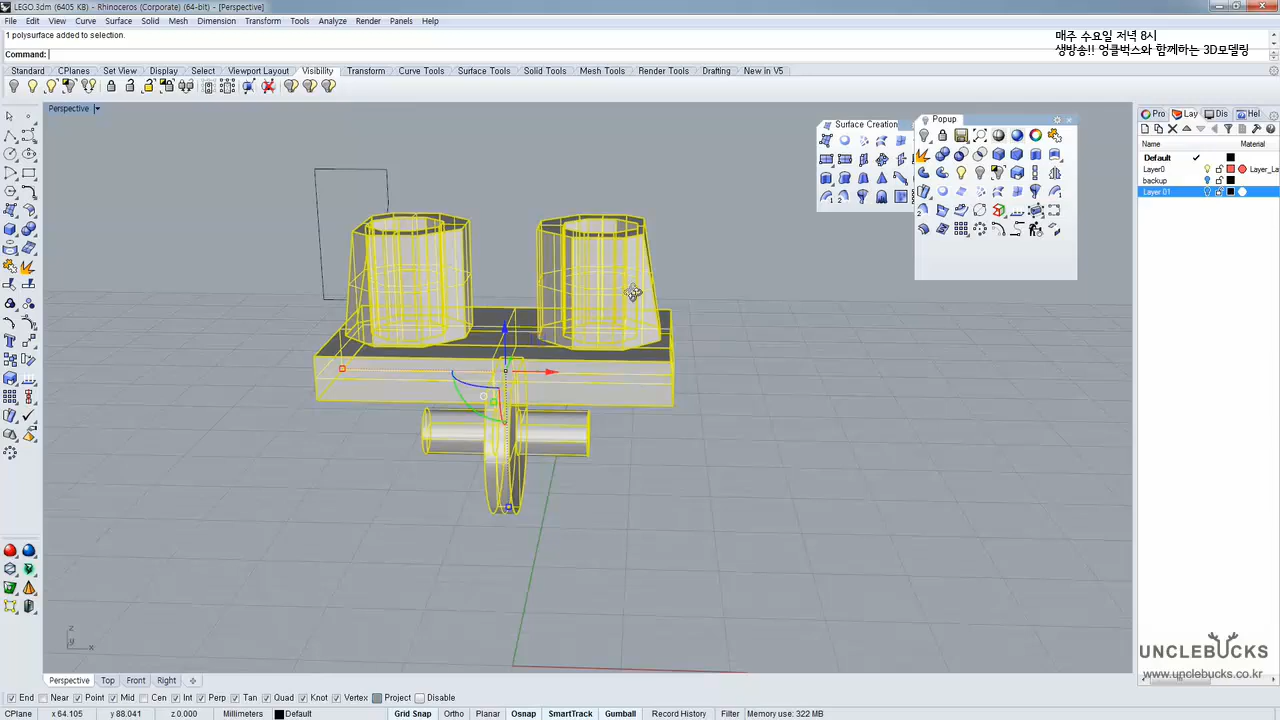 LEGO.3dm (6405 KB) - Rhinoceros (Corporate) (64-bit) - [Perspective]
File Edit View Curve Surface Solid Mesh Dimension Transform Tools Analyze Render Panels Help
1 polysurface added to selection.
매주 수요일 저녁 8시
Command:
생방송!! 엉클벅스와 함께하는 3D모델링
Standard CPlanes Set View Display Select Viewport Layout Visibility Transform Curve Tools Surface Tools Solid Tools Mesh Tools Render Tools Drafting New in V5
Perspective
Surface Creation
Popup
Pro Lay Dis Hel
Name Material
Default
Layer0 Layer_La
backup
Layer 01
z
y
x
UNCLEBUCKS
www.unclebucks.co.kr
Perspective Top Front Right
End Near Point Mid Cen Int Perp Tan Quad Knot Vertex Project Disable
CPlane x 64.105 y 88.041 z 0.000 Millimeters Default Grid Snap Ortho Planar Osnap SmartTrack Gumball Record History Filter Memory use: 322 MB